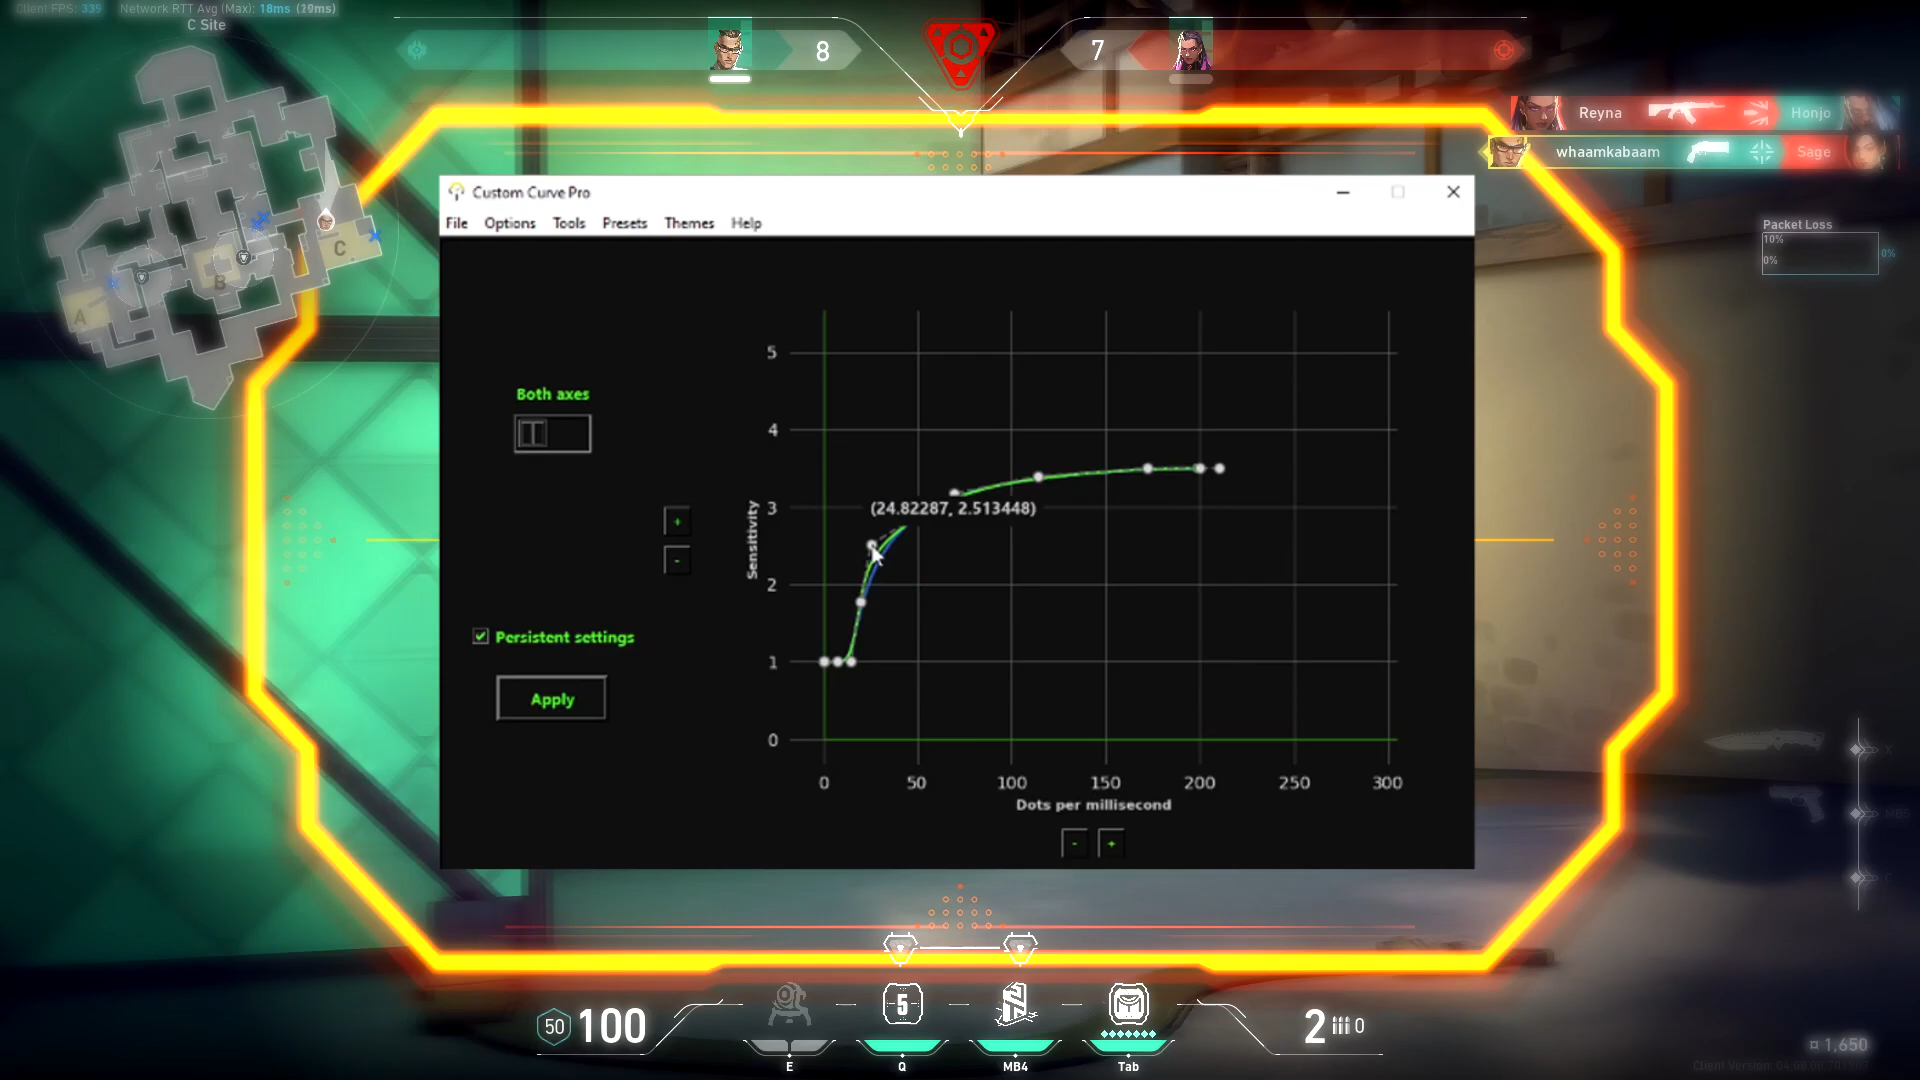 Client FPS: 339 Network RTT Avg (Max): 18ms (29ms)
C Site
8
7
Reyna Honjo
whaamkabaam Sage
Packet Loss
10%
0%
0%
A
B
C
Custom Curve Pro
File Options Tools Presets Themes Help
Both axes
+
-
Persistent settings
Apply
Sensitivity
5
4
3
2
1
0
(24.82287, 2.513448)
0 50 100 150 200 250 300
Dots per millisecond
- +
50 100
5
E Q MB4 Tab
2 0
X
MB5
1,650